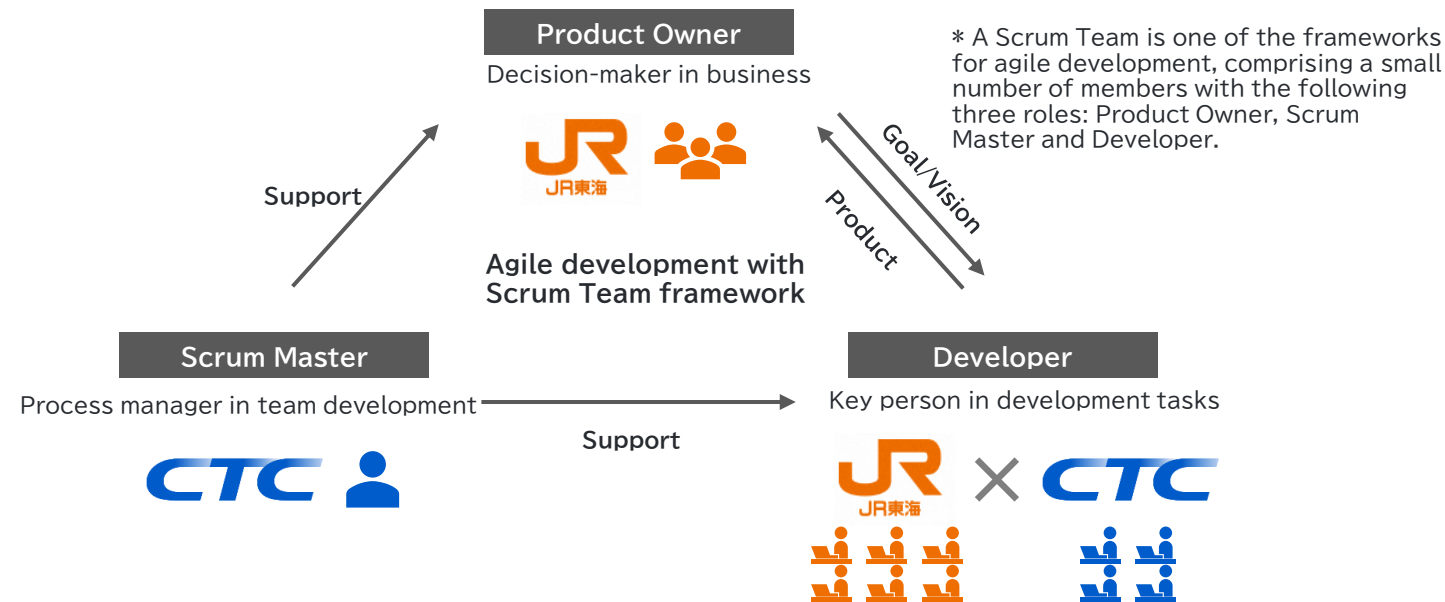 Product Owner
Decision-maker in business
* A Scrum Team is one of the frameworks
for agile development, comprising a small
number of members with the following
three roles: Product Owner, Scrum
Master and Developer.
JR
JR東海
Support
Goal/Vision
Product
Agile development with
Scrum Team framework
Scrum Master
Process manager in team development
CTC
Support
Developer
Key person in development tasks
JR
JR東海
CTC